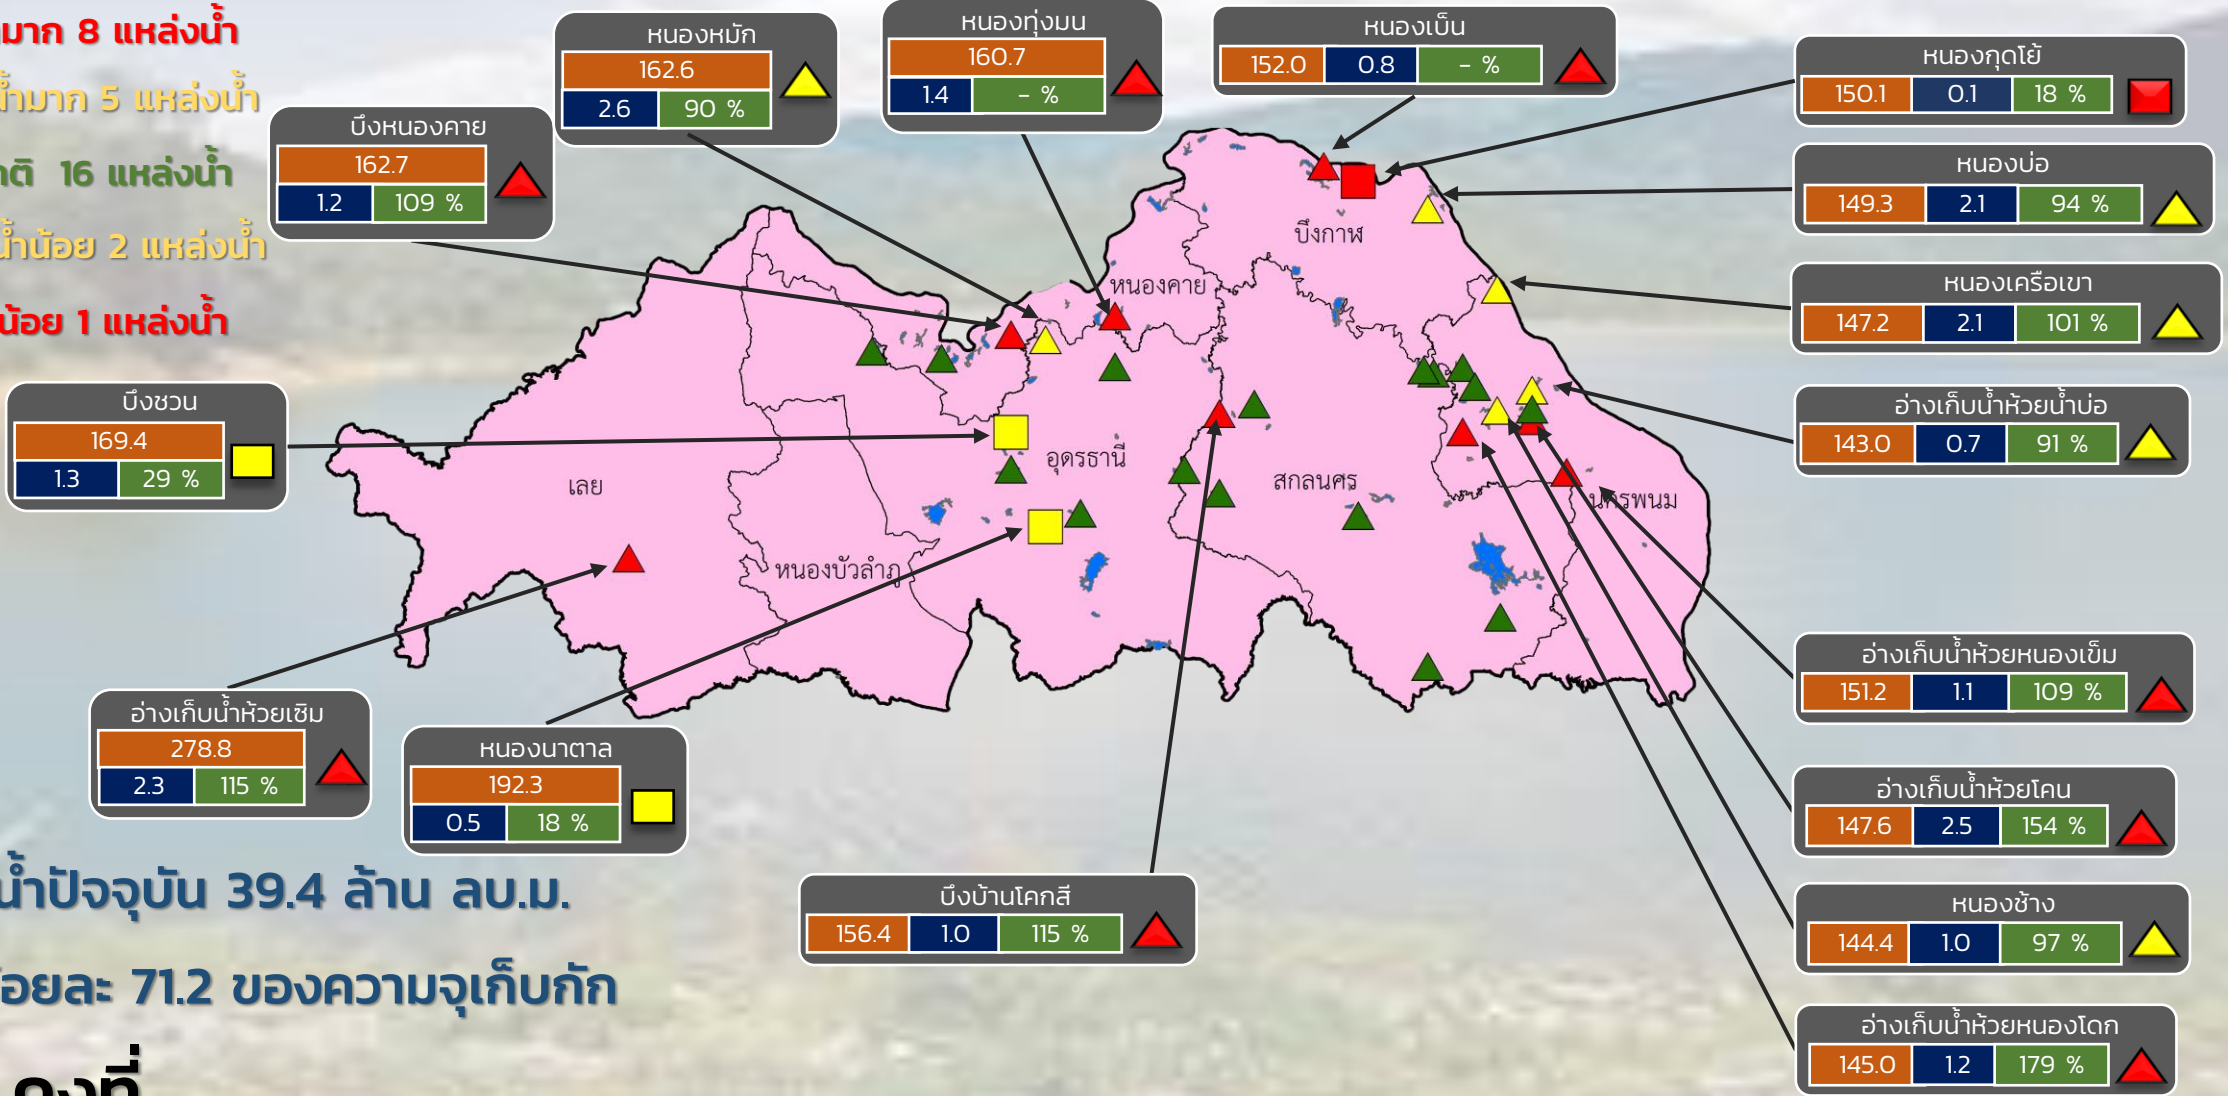 มาก 8 แหล่งน้ำ
น้ำมาก 5 แหล่งน้ำ
16 แหล่งน้ำ
น้ำน้อย 2 แหล่งน้ำ
น้อย 1 แหล่งน้ำ
หนองหมัก
162.6
2.6 90 %
หนองทุ่งมน
160.7
1.4 - %
หนองเบ็น
152.0 0.8 - %
หนองกุดโย้
150.1 0.1 18 %
บึงหนองคาย
162.7
1.2 109 %
หนองบ่อ
149.3 2.1 94 %
หนองเครือเขา
147.2 2.1 101 %
บึงชวน
169.4
1.3 29 %
อ่างเก็บน้ำห้วยน้ำบ่อ
143.0 0.7 91 %
บึงกาฬ
หนองคาย
อุดรธานี
เลย
สกลนคร
นครพนม
หนองบัวลำภู
อ่างเก็บน้ำห้วยหนองเข็ม
151.2 1.1 109 %
อ่างเก็บน้ำห้วยเซิม
278.8
2.3 115 %
หนองนาตาล
192.3
0.5 18 %
อ่างเก็บน้ำห้วยโคน
147.6 2.5 154 %
บึงบ้านโคกสี
156.4 1.0 115 %
หนองช้าง
144.4 1.0 97 %
อ่างเก็บน้ำห้วยหนองโดก
145.0 1.2 179 %
น้ำปัจจุบัน 39.4 ล้าน ลบ.ม.
้อยละ 71.2 ของความจุเก็บกัก
คงที่